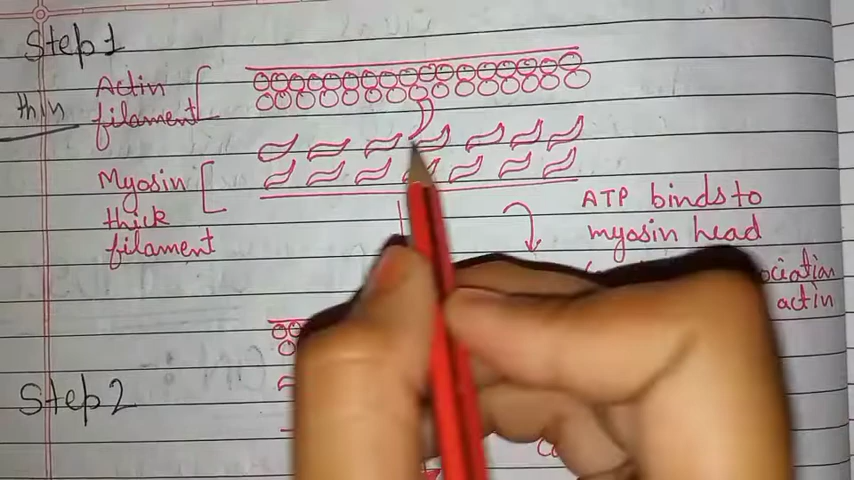 Step 1
Actin
thin
filament
Myosin
thick
filament
ATP binds to
myosin head
actin
Step 2